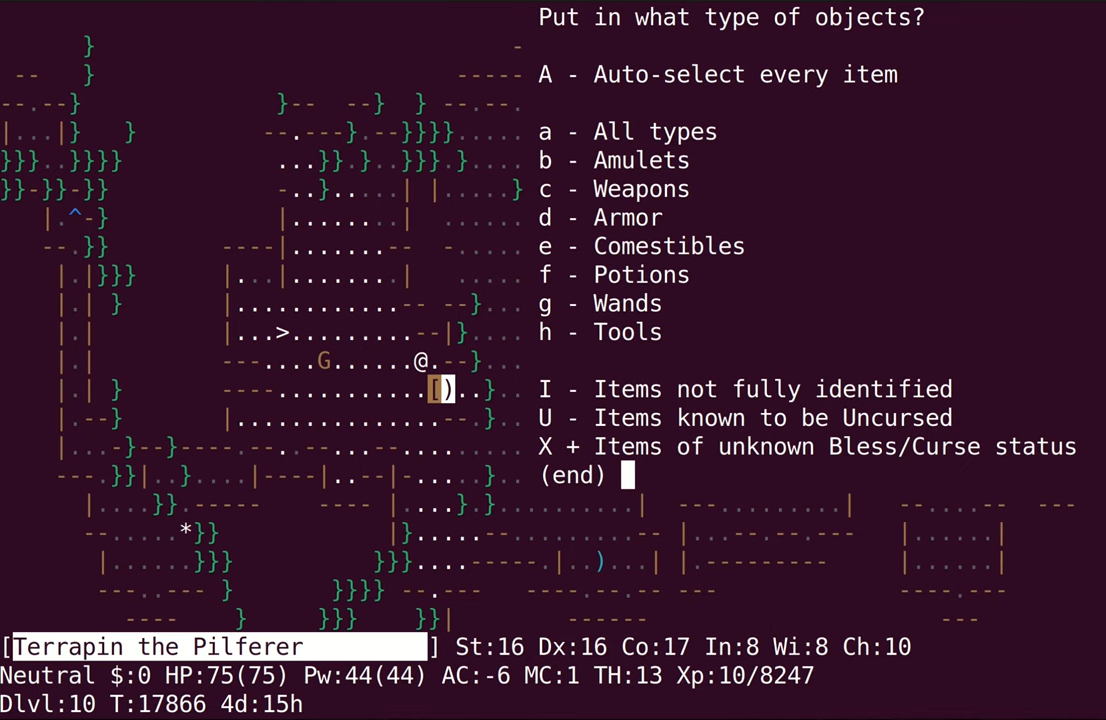 Put in what type of objects?
A - Auto-select every item
a - All types
b - Amulets
c - Weapons
d - Armor
e - Comestibles
f - Potions
g - Wands
h - Tools
I - Items not fully identified
U - Items known to be Uncursed
X + Items of unknown Bless/Curse status
(end)
[Terrapin the Pilferer] St:16 Dx:16 Co:17 In:8 Wi:8 Ch:10
Neutral $:0 HP:75(75) Pw:44(44) AC:-6 MC:1 TH:13 Xp:10/8247
Dlvl:10 T:17866 4d:15h